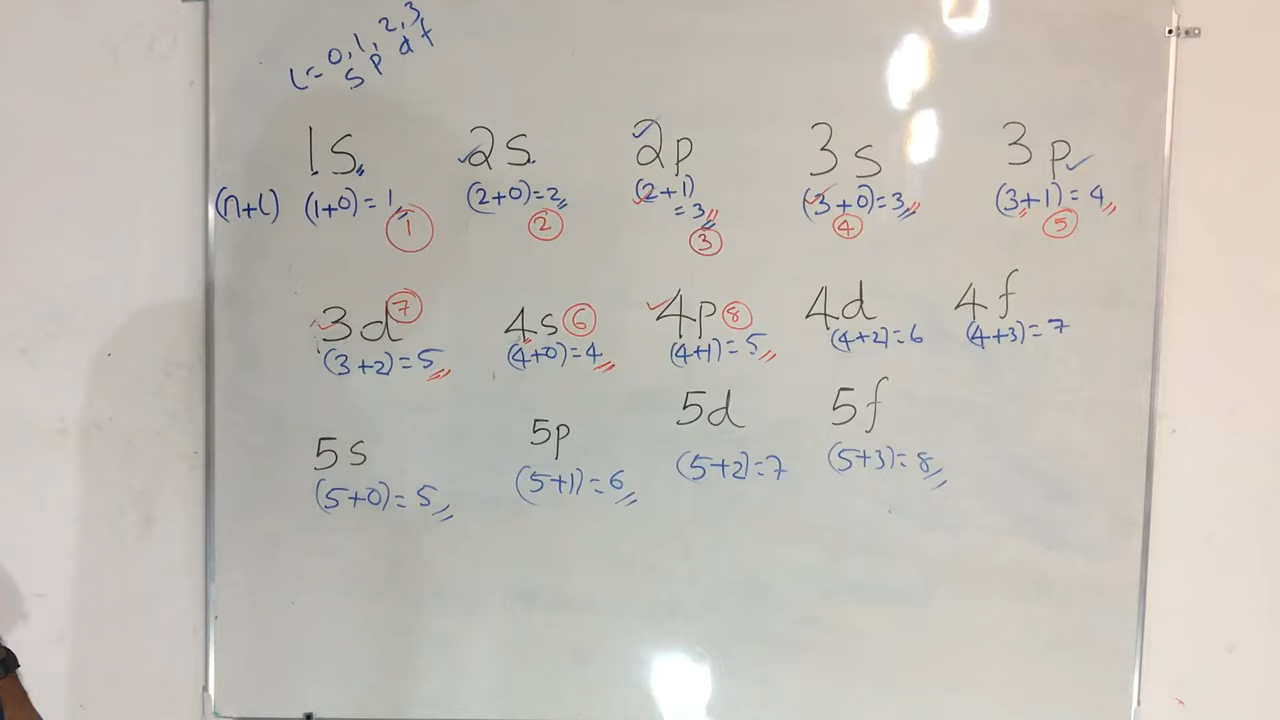 l = 0, 1, 2, 3
s p d f
1s 2s 2p 3s 3p
(n+l) (1+0) = 1 (2+0)=2 (2+1) = 3 (3+0)=3 (3+1) = 4
1 2 3 4 5
3d 7 4s 6 4p 8 4d 4f
(3+2)=5 (4+0)=4 (4+1)=5 (4+2)=6 (4+3)=7
5s 5p 5d 5f
(5+0)=5 (5+1)=6 (5+2)=7 (5+3)=8